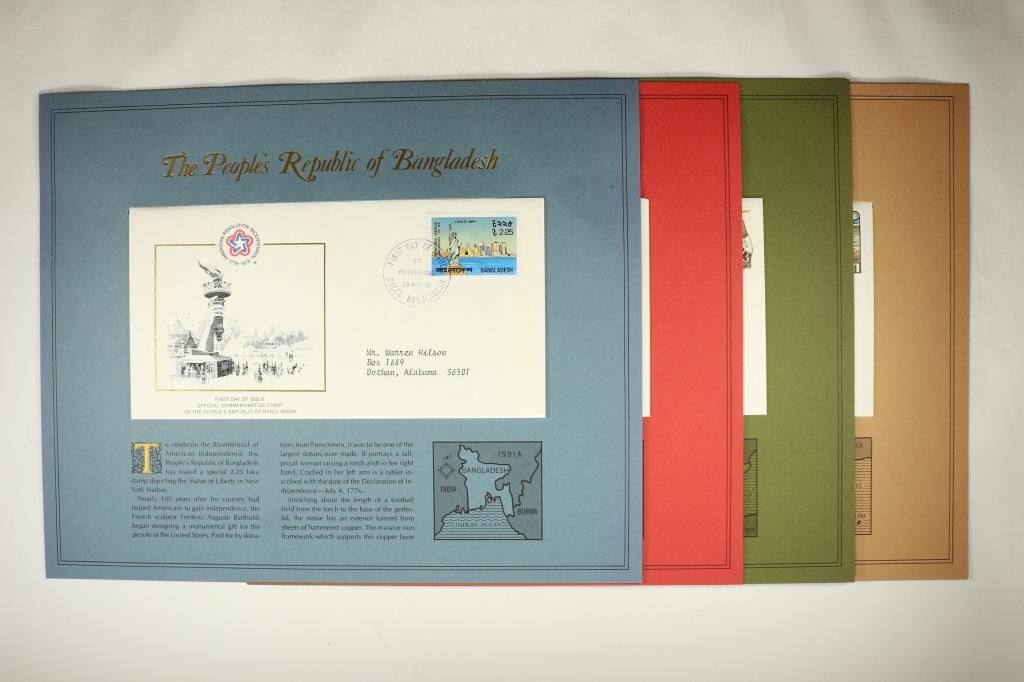 The People's Republic of Bangladesh
AMERICAN REVOLUTION BICENTENNIAL
1776-1976
FIRST DAY OF
BICENTENNIAL
29 MAY 76
DACCA BANGLADESH
৳২.২৫
৳2.25
বাংলাদেশ BANGLADESH
Mr. Warren Hilson
Box 1689
Dothan, Alabama 36301
FIRST DAY OF ISSUE
OFFICIAL COMMEMORATIVE STAMP
OF THE PEOPLE'S REPUBLIC OF BANGLADESH
To celebrate the Bicentennial of
American Independence, the
People's Republic of Bangladesh
has issued a special 2.25 taka
stamp depicting the Statue of Liberty in New
York Harbor.
Nearly 100 years after his country had
helped Americans to gain independence, the
French sculptor Frédéric Auguste Bartholdi
began designing a monumental gift for the
people of the United States. Paid for by dona-
tions from Frenchmen, it was to be one of the
largest statues ever made. It portrays a tall,
proud woman raising a torch aloft in her right
hand. Cradled in her left arm is a tablet in-
scribed with the date of the Declaration of In-
dependence—July 4, 1776.
Stretching about the length of a football
field from the torch to the base of the pedes-
tal, the statue has an exterior formed from
sheets of hammered copper. The massive iron
framework which supports this copper layer
INDIA
BANGLADESH
INDIA
BURMA
INDIAN OCEAN